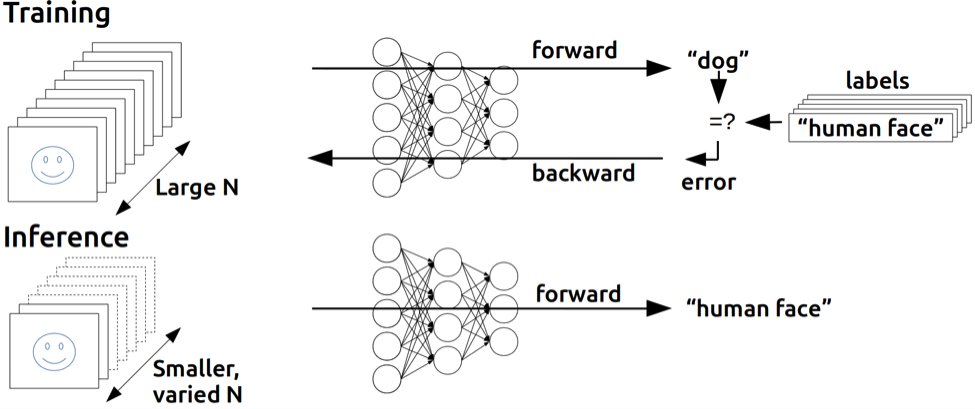 Training
forward
“dog”
labels
=?
“human face”
Large N
backward
error
Inference
forward
“human face”
Smaller,
varied N